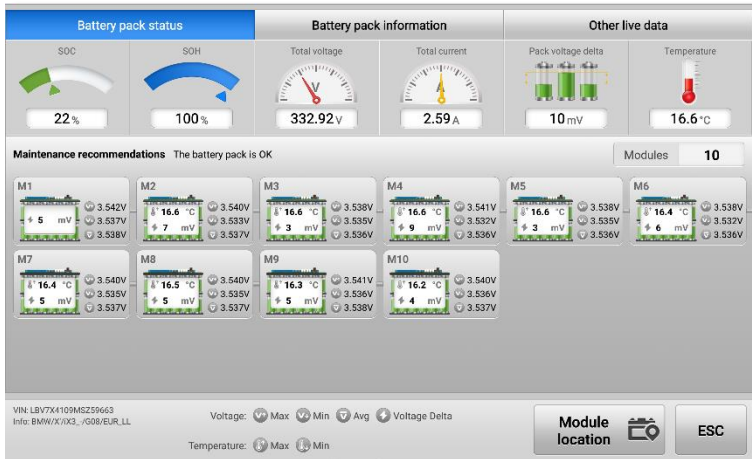 Battery pack status
Battery pack information
Other live data
SOC
SOH
Total voltage
Total current
Pack voltage delta
Temperature
V
A
22 %
100 %
332.92 V
2.59 A
10 mV
16.6 °C
Maintenance recommendations The battery pack is OK
Modules 10
M1
5 mV
3.542V
3.537V
3.538V
M2
16.6 °C
7 mV
3.540V
3.533V
3.537V
M3
16.6 °C
3 mV
3.538V
3.535V
3.536V
M4
16.6 °C
9 mV
3.541V
3.532V
3.536V
M5
16.6 °C
3 mV
3.538V
3.535V
3.536V
M6
16.4 °C
6 mV
3.538V
3.532V
3.536V
M7
16.4 °C
5 mV
3.540V
3.535V
3.537V
M8
16.5 °C
5 mV
3.540V
3.535V
3.537V
M9
16.3 °C
5 mV
3.541V
3.536V
3.538V
M10
16.2 °C
4 mV
3.540V
3.536V
3.537V
VIN: LBV7X4109MSZ59663
Info: BMW/X'/iX3_-/G08/EUR_LL
Voltage: V+ Max V- Min V Avg Voltage Delta
Temperature: Max Min
Module
location
ESC